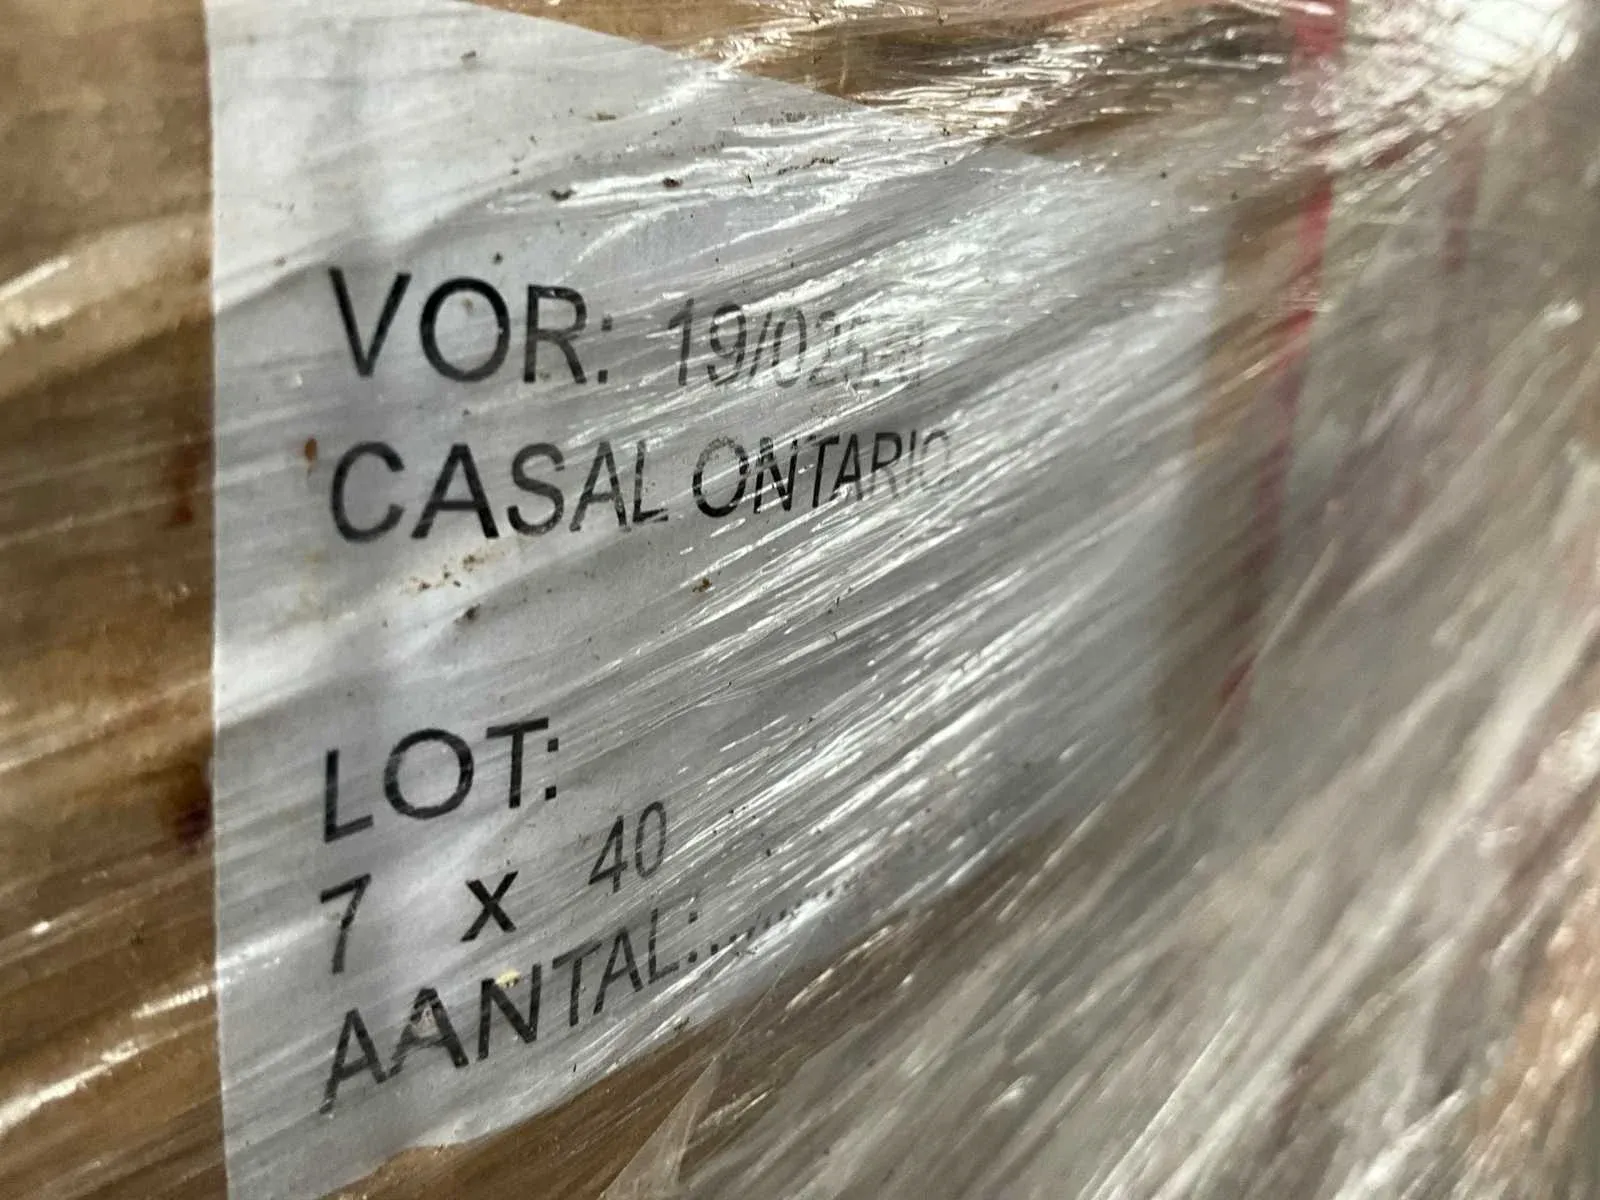 VOR:
CASAL ONTARIO
LOT:
7 x 40
AANTAL: